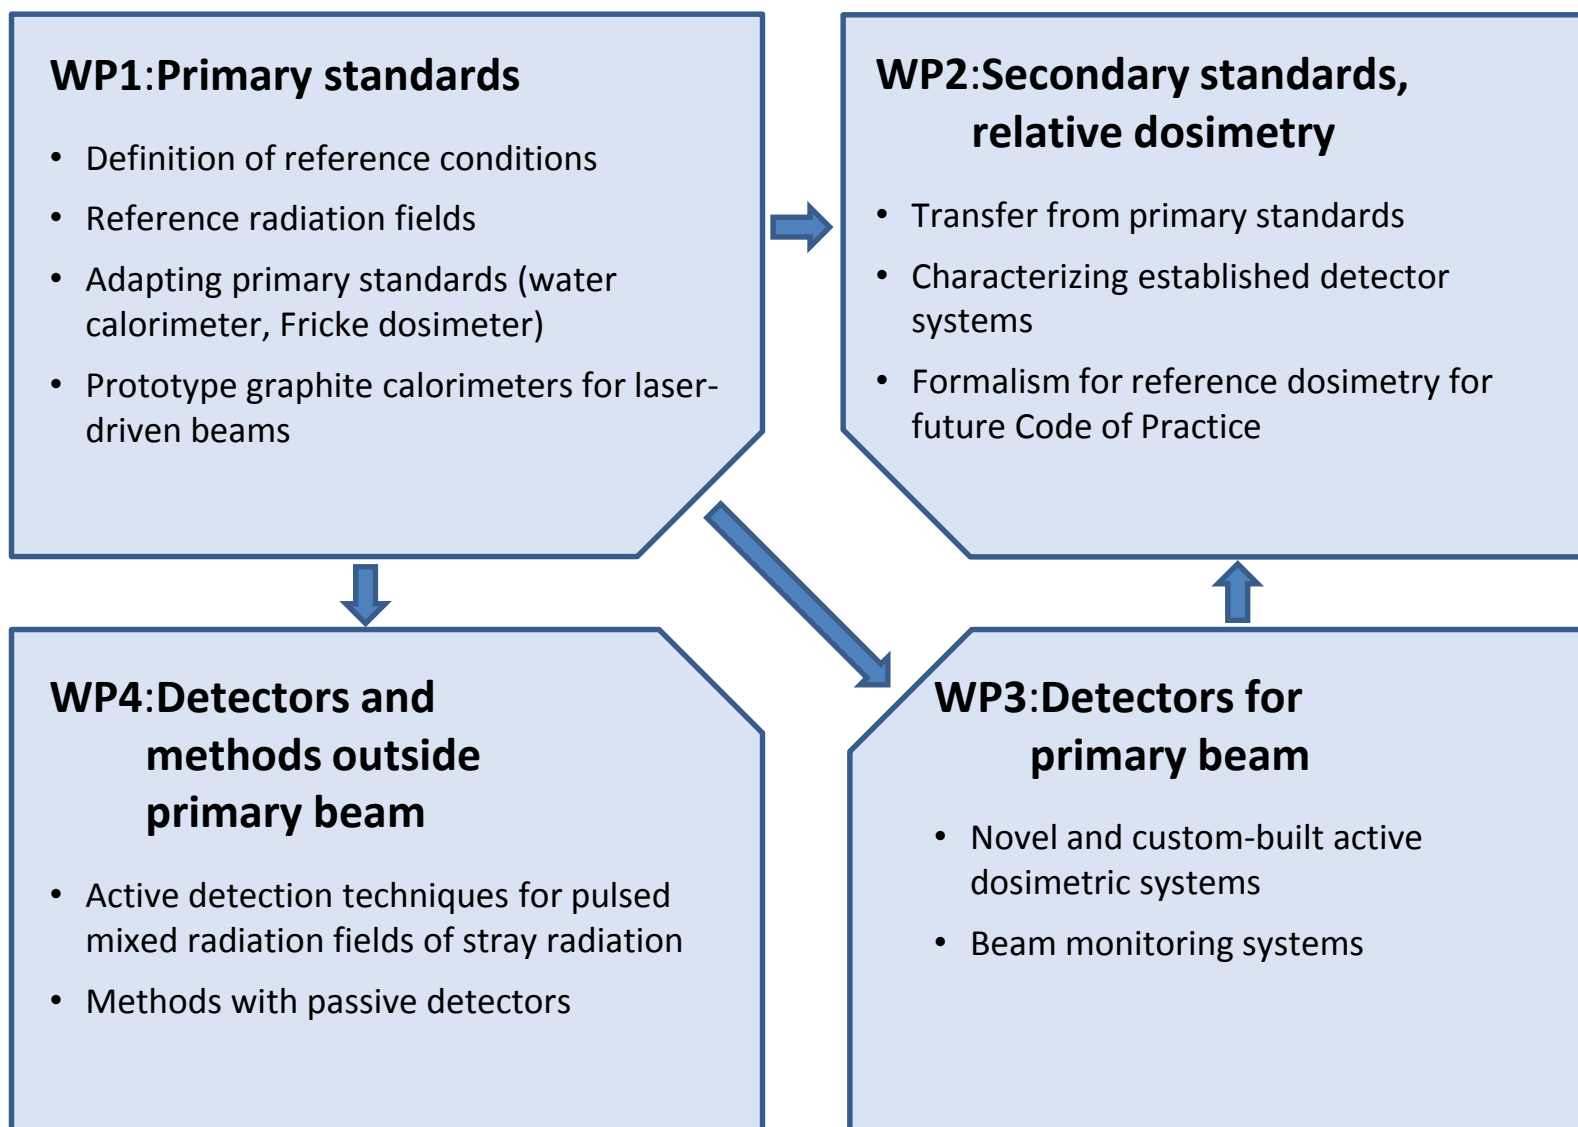 WP1:Primary standards
• Definition of reference conditions
• Reference radiation fields
• Adapting primary standards (water
calorimeter, Fricke dosimeter)
• Prototype graphite calorimeters for laser-
driven beams
WP2:Secondary standards,
relative dosimetry
• Transfer from primary standards
• Characterizing established detector
systems
• Formalism for reference dosimetry for
future Code of Practice
WP4:Detectors and
methods outside
primary beam
• Active detection techniques for pulsed
mixed radiation fields of stray radiation
• Methods with passive detectors
WP3:Detectors for
primary beam
• Novel and custom-built active
dosimetric systems
• Beam monitoring systems